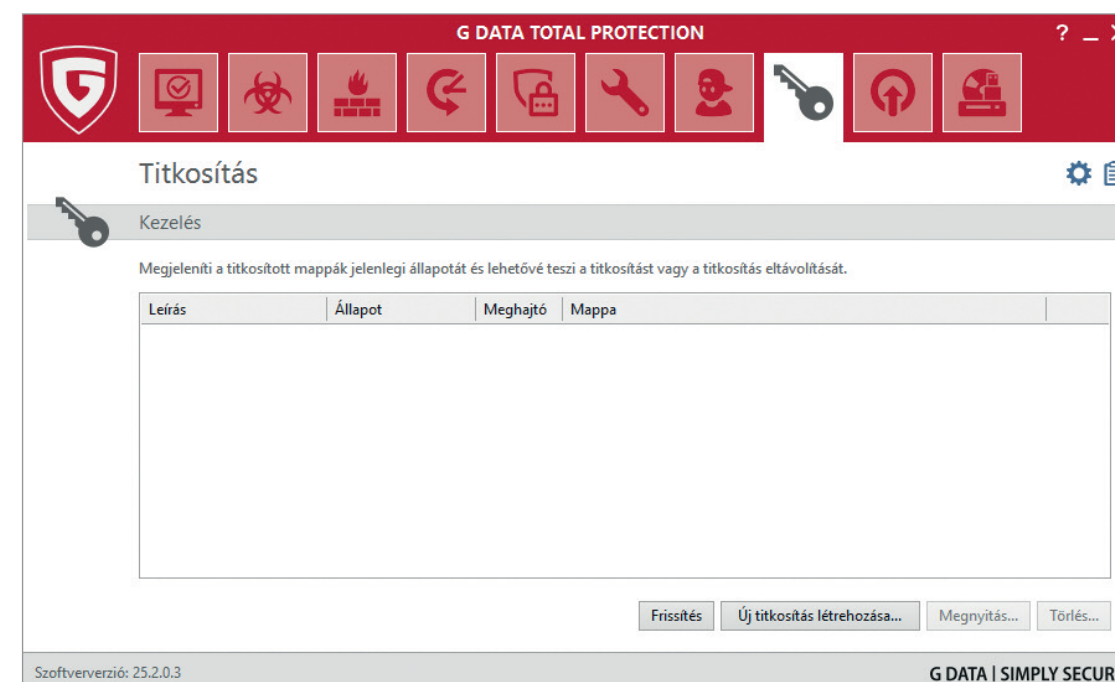 G DATA TOTAL PROTECTION
Titkosítás
Kezelés
Megjeleníti a titkosított mappák jelenlegi állapotát és lehetővé teszi a titkosítást vagy a titkosítás eltávolítását.
Leírás Állapot Meghajtó Mappa
Frissítés Új titkosítás létrehozása... Megnyitás... Törlés...
Szoftververzió: 25.2.0.3 G DATA | SIMPLY SECUR